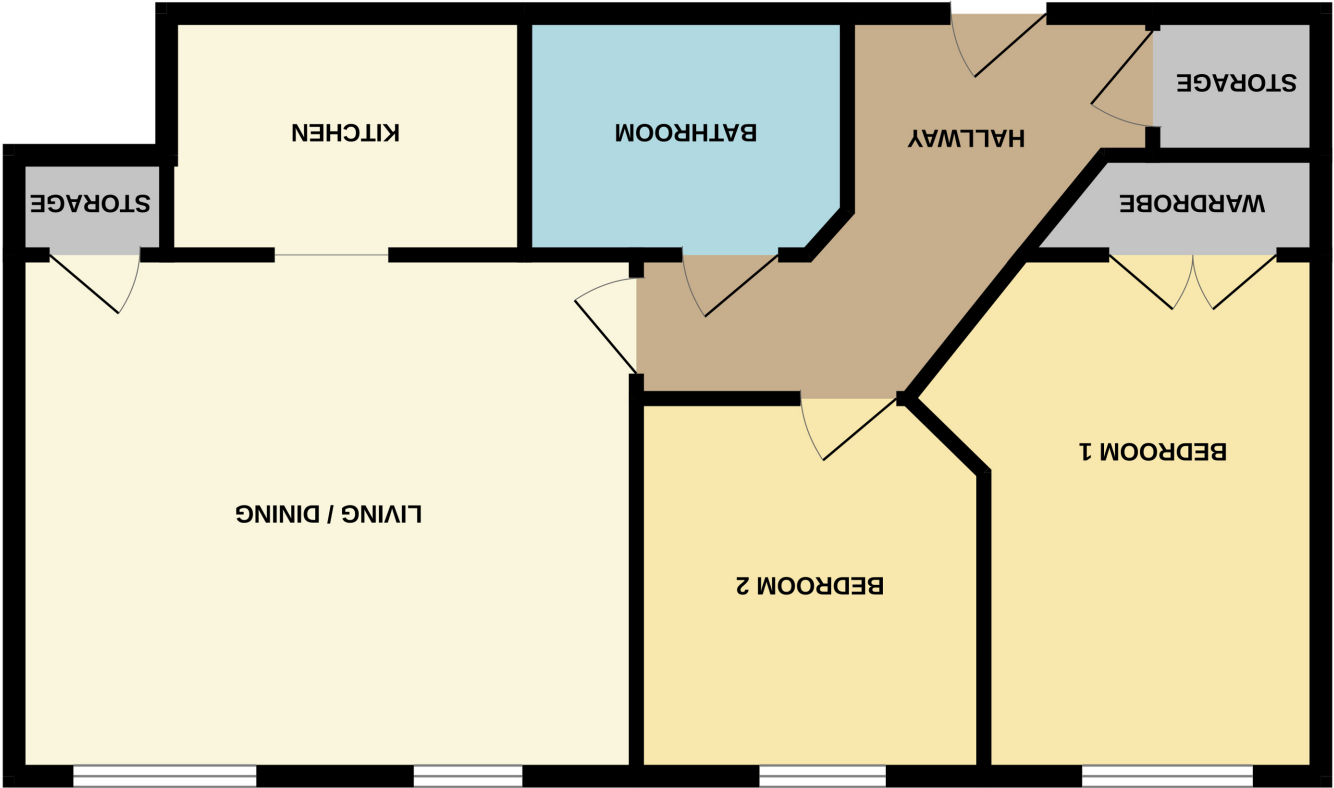 BEDROOM 2
LIVING / DINING
BEDROOM 1
WARDROBE
STORAGE
HALLWAY
BATHROOM
KITCHEN
STORAGE